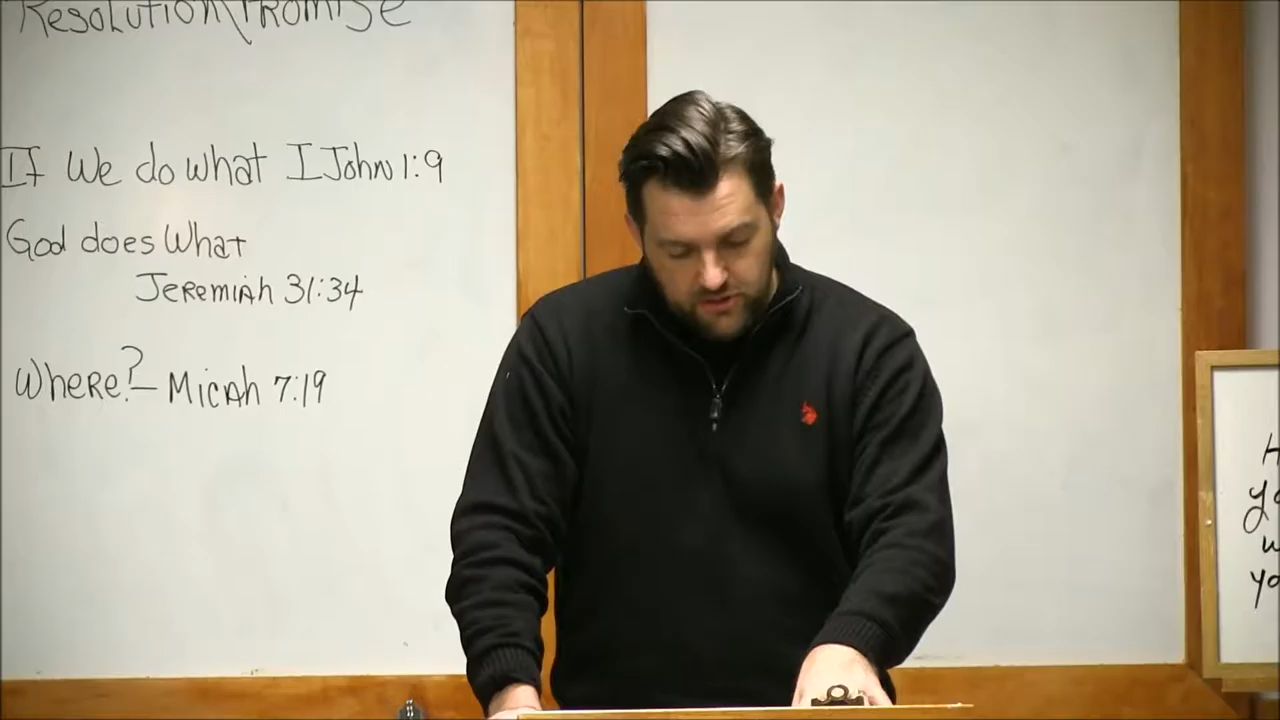 Resolution\Promise
If We do what I John 1:9
God does What
Jeremiah 31:34
Where?- Micah 7:19